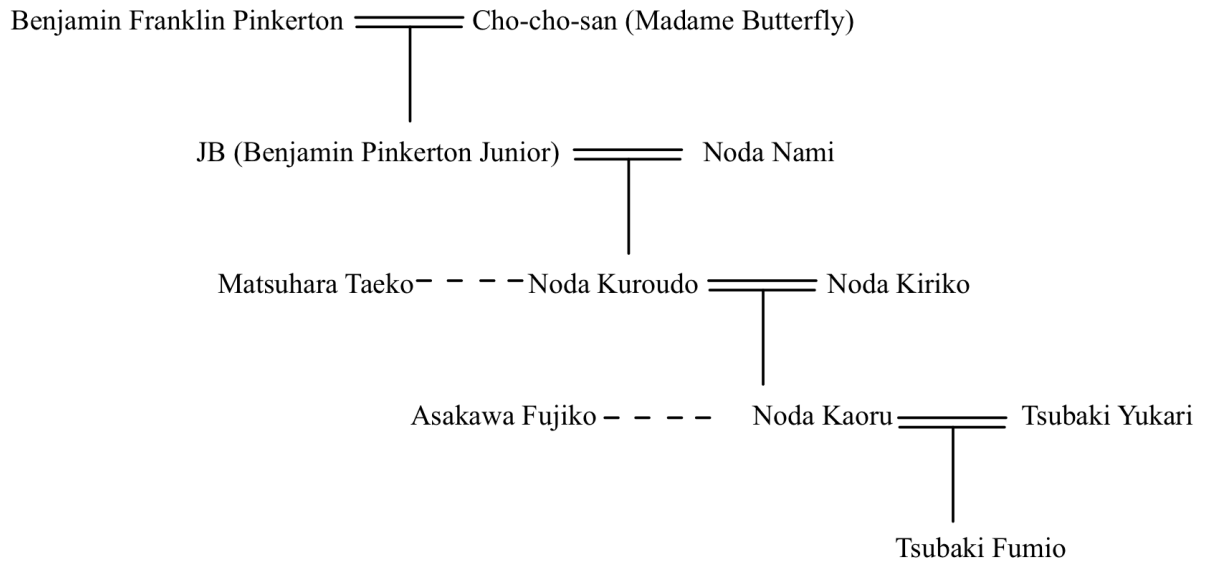 Benjamin Franklin Pinkerton Cho-cho-san (Madame Butterfly)
JB (Benjamin Pinkerton Junior) Noda Nami
Matsuhara Taeko Noda Kuroudo Noda Kiriko
Asakawa Fujiko Noda Kaoru Tsubaki Yukari
Tsubaki Fumio